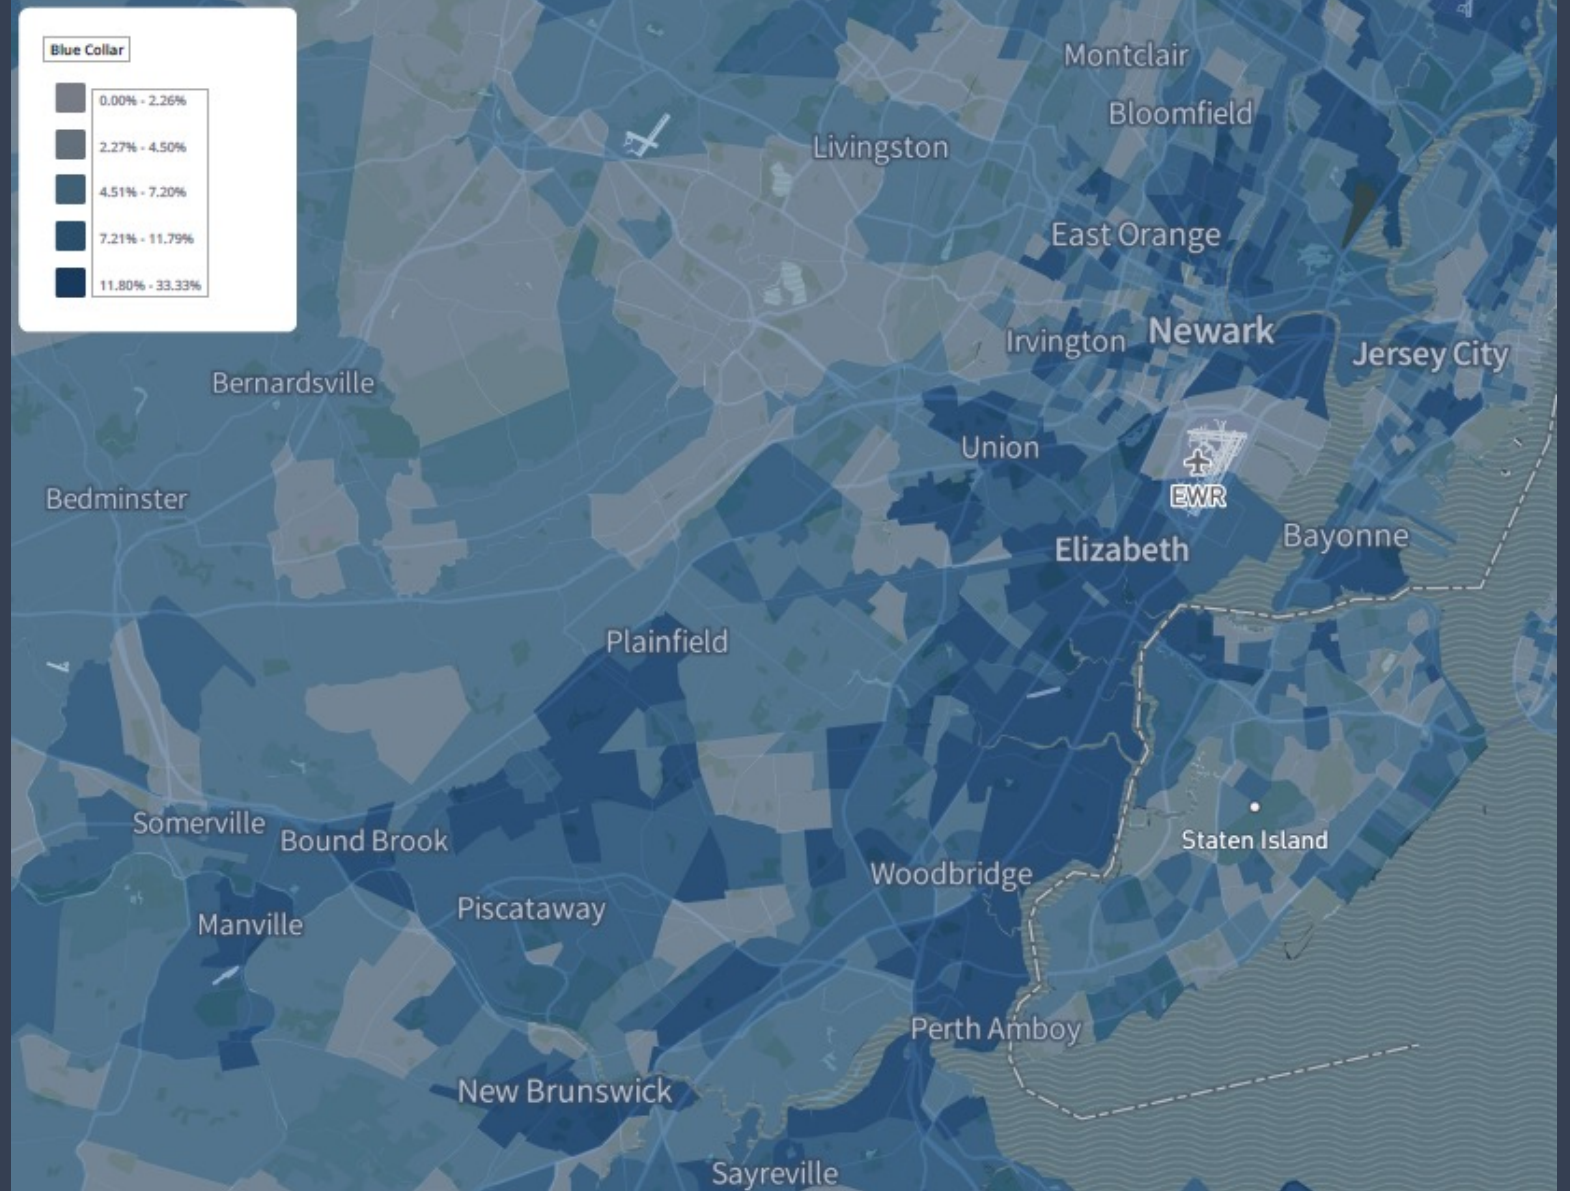 Blue Collar
0.00% - 2.26%
2.27% - 4.50%
4.51% - 7.20%
7.21% - 11.79%
11.80% - 33.33%
Montclair
Bloomfield
Livingston
East Orange
Newark
Irvington
Jersey City
Bernardsville
Union
Bedminster
EWR
Bayonne
Elizabeth
Plainfield
Somerville
Bound Brook
Staten Island
Woodbridge
Piscataway
Manville
Perth Amboy
New Brunswick
Sayreville